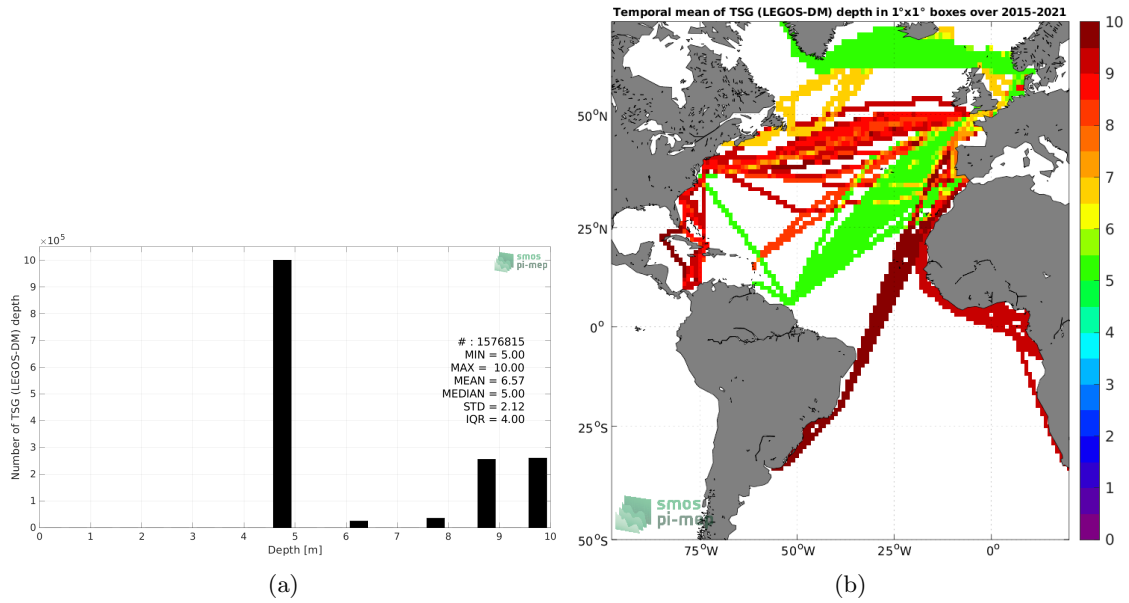 ×10⁵
10
9
8
7
6
5
4
3
2
1
0
Number of TSG (LEGOS-DM) depth
smos
pi-mep
# : 1576815
MIN = 5.00
MAX = 10.00
MEAN = 6.57
MEDIAN = 5.00
STD = 2.12
IQR = 4.00
0 1 2 3 4 5 6 7 8 9 10
Depth [m]
(a)
Temporal mean of TSG (LEGOS-DM) depth in 1°x1° boxes over 2015-2021
50°N
25°N
0°
25°S
50°S
75°W 50°W 25°W 0°
smos
pi-mep
10
9
8
7
6
5
4
3
2
1
0
(b)